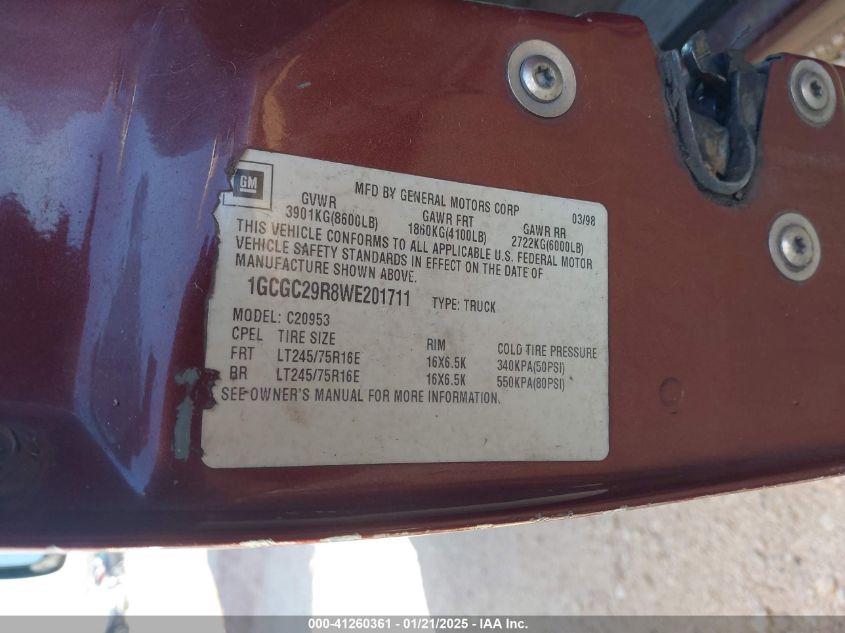 GM
MFD BY GENERAL MOTORS CORP 03/98
GVWR GAWR FRT GAWR RR
3901KG(8600LB) 1860KG(4100LB) 2722KG(6000LB)
THIS VEHICLE CONFORMS TO ALL APPLICABLE U.S. FEDERAL MOTOR
VEHICLE SAFETY STANDARDS IN EFFECT ON THE DATE OF
MANUFACTURE SHOWN ABOVE.
1GCGC29R8WE201711 TYPE: TRUCK
MODEL: C20953
CPEL TIRE SIZE RIM COLD TIRE PRESSURE
FRT LT245/75R16E 16X6.5K 340KPA(50PSI)
BR LT245/75R16E 16X6.5K 550KPA(80PSI)
SEE OWNER'S MANUAL FOR MORE INFORMATION.
000-41260361 | 01/21/2025 | IAA Inc.